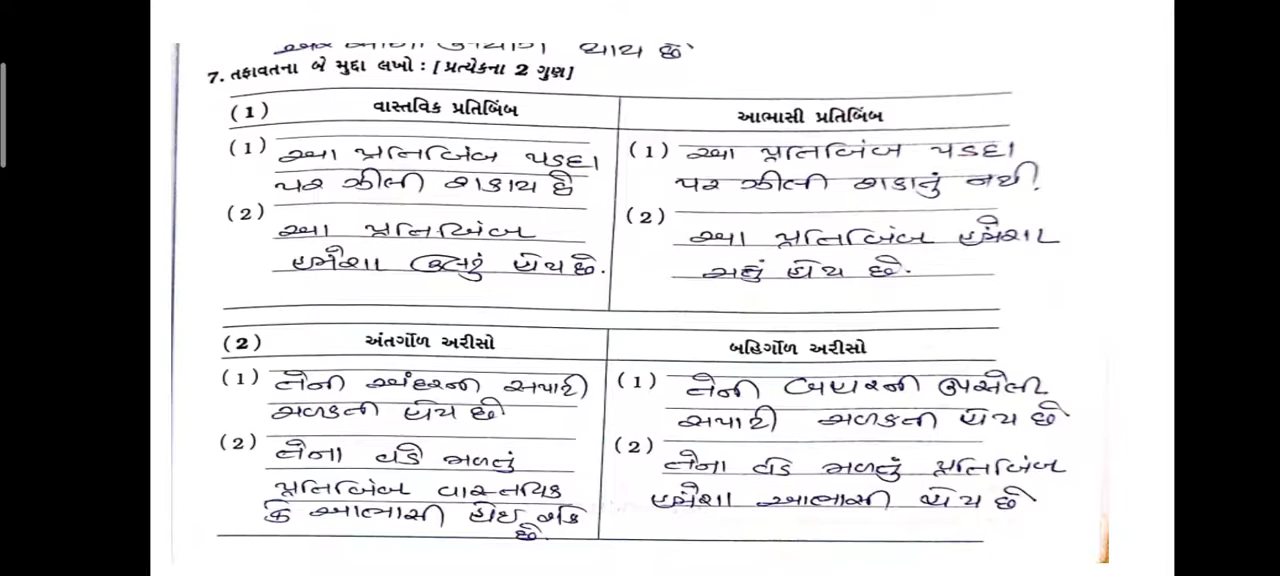 થાય છે
7. તફાવતના બે મુદ્દા લખો : [પ્રત્યેકના 2 ગુણ]
(1) વાસ્તવિક પ્રતિબિંબ આભાસી પ્રતિબિંબ
(1) આ પ્રતિબિંબ પડદા (1) આ પ્રતિબિંબ પડદા
પર ઝીલી શકાય છે પર ઝીલી શકાતું નથી.
(2) આ પ્રતિબિંબ (2) આ પ્રતિબિંબ હંમેશા
હંમેશા ઉલટું હોય છે. ચત્તું હોય છે.
(2) અંતર્ગોળ અરીસો બહિર્ગોળ અરીસો
(1) તેની અંદરની સપાટી (1) તેની બહારની ઉપસેલી
ચળકતી હોય છે સપાટી ચળકતી હોય છે
(2) તેના વડે મળતું (2) તેના વડે મળતું પ્રતિબિંબ
પ્રતિબિંબ વાસ્તવિક હંમેશા આભાસી હોય છે
કે આભાસી હોઇ શકે
છે.